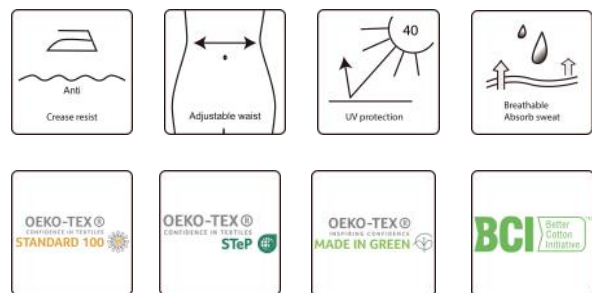 Anti
Crease resist
Adjustable waist
40
UV protection
Breathable
Absorb sweat
OEKO-TEX®
CONFIDENCE IN TEXTILES
STANDARD 100
OEKO-TEX®
CONFIDENCE IN TEXTILES
STeP
OEKO-TEX®
INSPIRING CONFIDENCE
MADE IN GREEN
BCI
Better
Cotton
Initiative